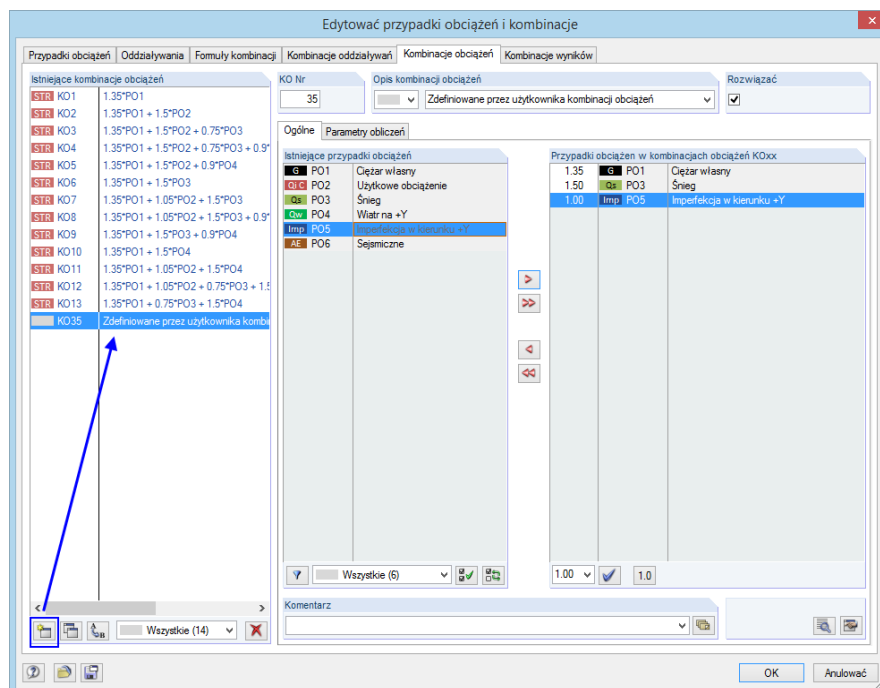 Edytować przypadki obciążeń i kombinacje
Przypadki obciążeń Oddziaływania Formuły kombinacji Kombinacje oddziaływań Kombinacje obciążeń Kombinacje wyników
Istniejące kombinacje obciążeń
STR KO1 1.35*PO1
STR KO2 1.35*PO1 + 1.5*PO2
STR KO3 1.35*PO1 + 1.5*PO2 + 0.75*PO3
STR KO4 1.35*PO1 + 1.5*PO2 + 0.75*PO3 + 0.9*
STR KO5 1.35*PO1 + 1.5*PO2 + 0.9*PO4
STR KO6 1.35*PO1 + 1.5*PO3
STR KO7 1.35*PO1 + 1.05*PO2 + 1.5*PO3
STR KO8 1.35*PO1 + 1.05*PO2 + 1.5*PO3 + 0.9*
STR KO9 1.35*PO1 + 1.5*PO3 + 0.9*PO4
STR KO10 1.35*PO1 + 1.5*PO4
STR KO11 1.35*PO1 + 1.05*PO2 + 1.5*PO4
STR KO12 1.35*PO1 + 1.05*PO2 + 0.75*PO3 + 1.5
STR KO13 1.35*PO1 + 0.75*PO3 + 1.5*PO4
KO35 Zdefiniowane przez użytkownika kombi
Wszystkie (14)
KO Nr
35
Opis kombinacji obciążeń
Zdefiniowane przez użytkownika kombinacji obciążeń
Rozwiązać
Ogólne Parametry obliczeń
Istniejące przypadki obciążeń
G PO1 Ciężar własny
Qi C PO2 Użytkowe obciążenie
Qs PO3 Śnieg
Qw PO4 Wiatr na +Y
Imp PO5 Imperfekcja w kierunku +Y
AE PO6 Sejsmiczne
Wszystkie (6)
Przypadki obciążen w kombinacjach obciążeń KOxx
1.35 G PO1 Ciężar własny
1.50 Qs PO3 Śnieg
1.00 Imp PO5 Imperfekcja w kierunku +Y
1.00 1.0
Komentarz
OK Anulować